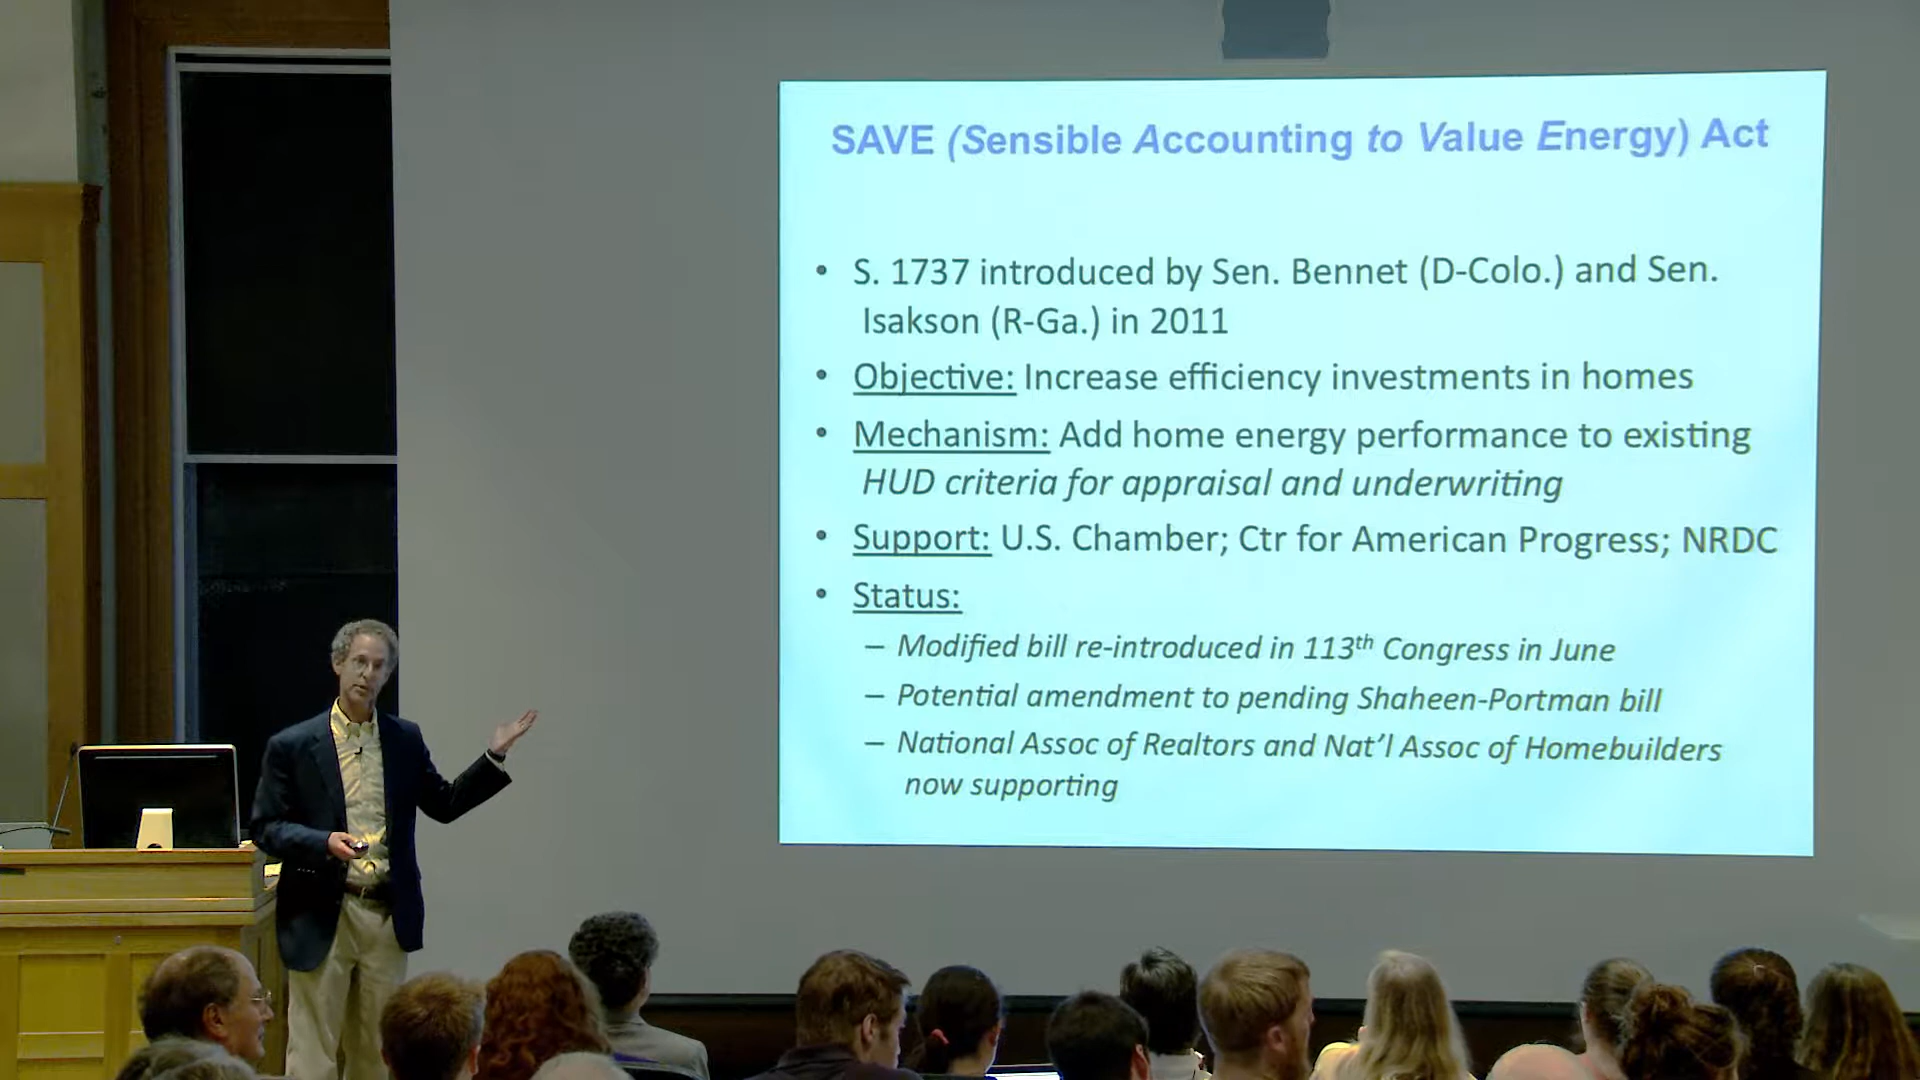 SAVE (Sensible Accounting to Value Energy) Act
• S. 1737 introduced by Sen. Bennet (D-Colo.) and Sen.
Isakson (R-Ga.) in 2011
• Objective: Increase efficiency investments in homes
• Mechanism: Add home energy performance to existing
HUD criteria for appraisal and underwriting
• Support: U.S. Chamber; Ctr for American Progress; NRDC
• Status:
– Modified bill re-introduced in 113th Congress in June
– Potential amendment to pending Shaheen-Portman bill
– National Assoc of Realtors and Nat’l Assoc of Homebuilders
now supporting